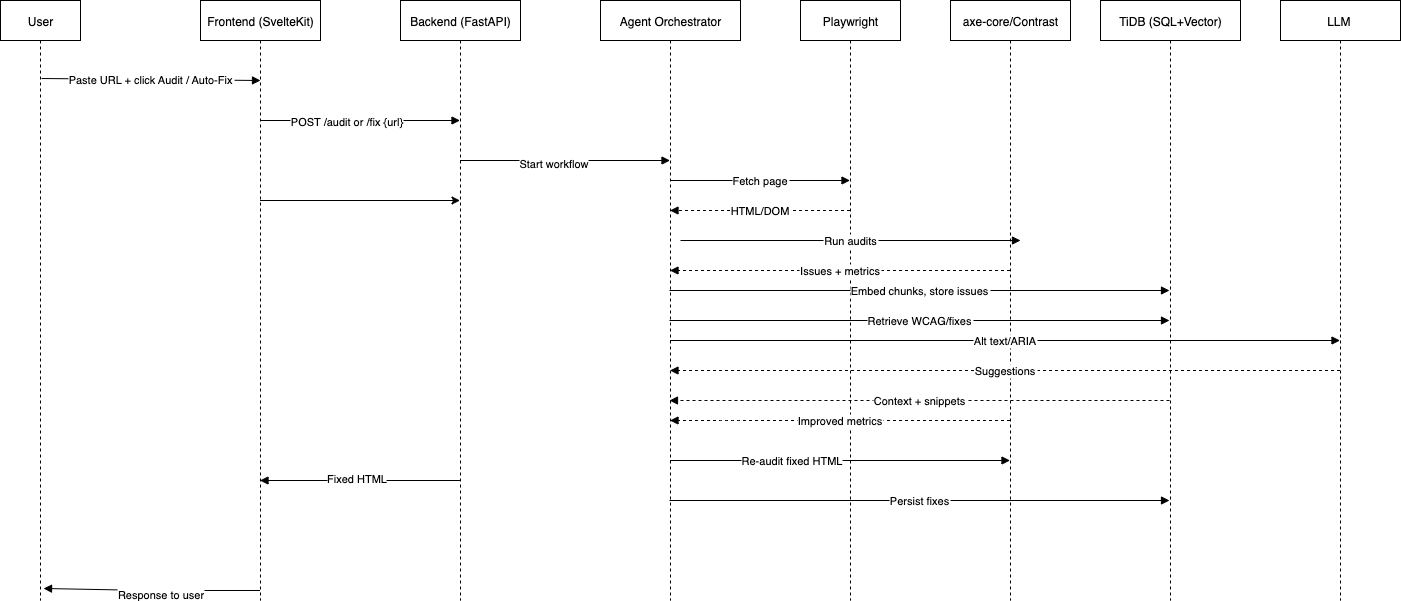 User
Frontend (SvelteKit)
Backend (FastAPI)
Agent Orchestrator
Playwright
axe-core/Contrast
TiDB (SQL+Vector)
LLM
Paste URL + click Audit / Auto-Fix
POST /audit or /fix {url}
Start workflow
Fetch page
HTML/DOM
Run audits
Issues + metrics
Embed chunks, store issues
Retrieve WCAG/fixes
Alt text/ARIA
Suggestions
Context + snippets
Improved metrics
Re-audit fixed HTML
Fixed HTML
Persist fixes
Response to user